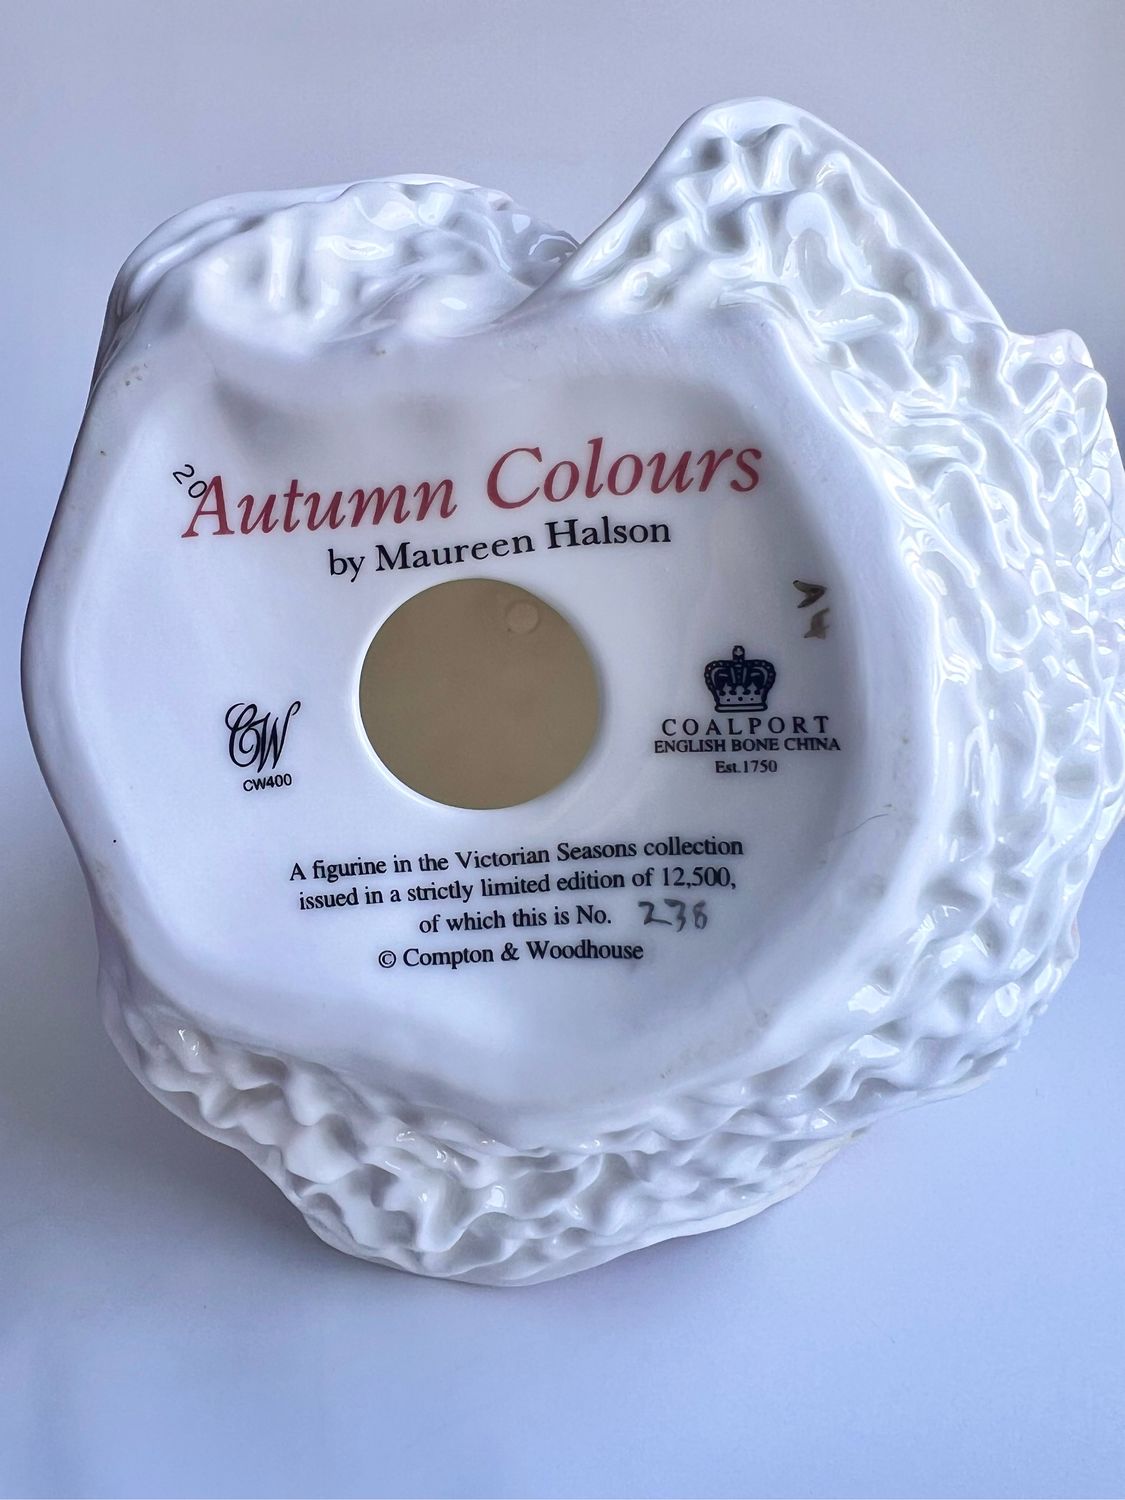 20
Autumn Colours
by Maureen Halson
CW
CW400
COALPORT
ENGLISH BONE CHINA
Est.1750
A figurine in the Victorian Seasons collection
issued in a strictly limited edition of 12,500,
of which this is No. 238
© Compton & Woodhouse